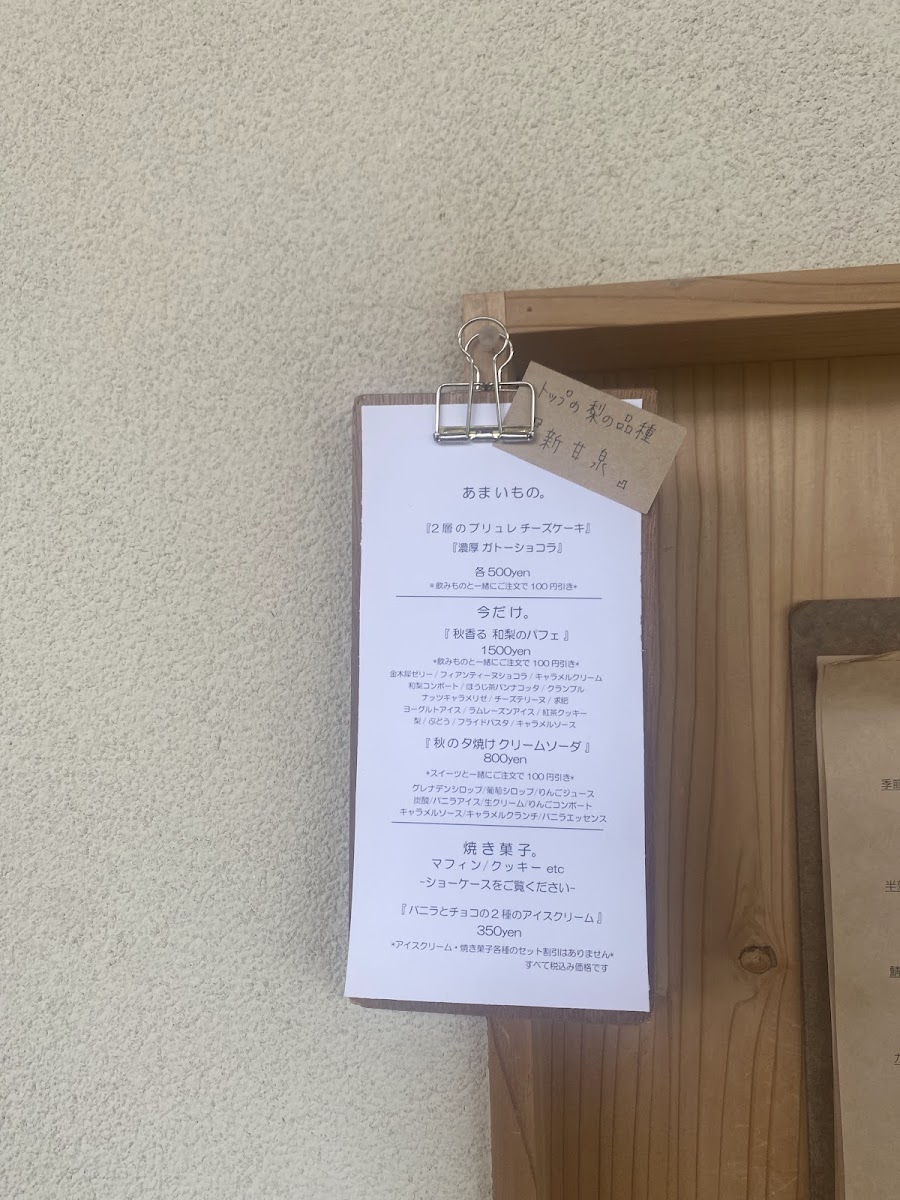 トップの梨の品種
『新甘泉』
あまいもの。
『2層のブリュレ チーズケーキ』
『濃厚 ガトーショコラ』
各500yen
*飲みものと一緒にご注文で100円引き*
今だけ。
『秋香る 和梨のパフェ』
1500yen
*飲みものと一緒にご注文で100円引き*
金木犀ゼリー/フィアンティーヌショコラ/キャラメルクリーム
和梨コンポート/ほうじ茶パンナコッタ/クランブル
ナッツキャラメリゼ/チーズテリーヌ/求肥
ヨーグルトアイス/ラムレーズンアイス/紅茶クッキー
梨/ぶどう/フライドパスタ/キャラメルソース
『秋の夕焼けクリームソーダ』
800yen
*スイーツと一緒にご注文で100円引き*
グレナデンシロップ/葡萄シロップ/りんごジュース
炭酸/バニラアイス/生クリーム/りんごコンポート
キャラメルソース/キャラメルクランチ/バニラエッセンス
焼き菓子。
マフィン/クッキー etc
-ショーケースをご覧ください-
『バニラとチョコの2種のアイスクリーム』
350yen
*アイスクリーム・焼き菓子各種のセット割引はありません*
すべて税込み価格です
季節